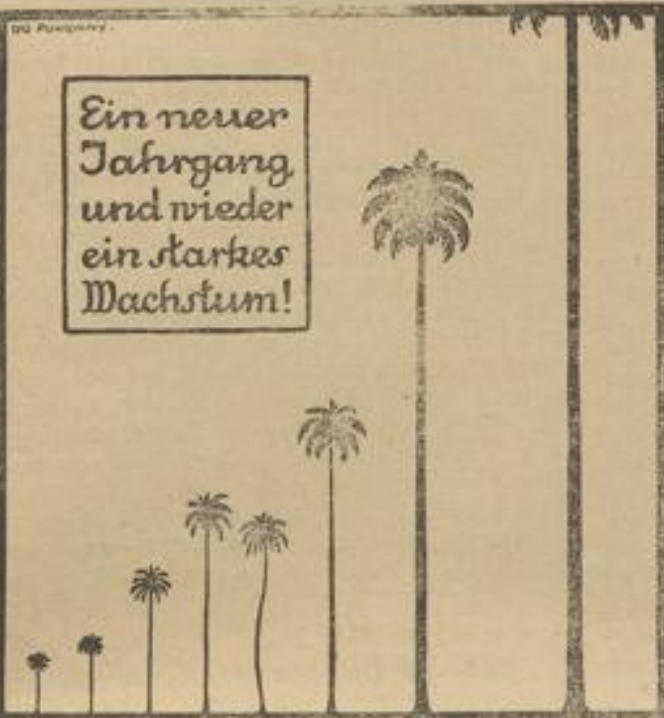 Ein neuer
Jahrgang,
und wieder
ein starkes
Wachstum!